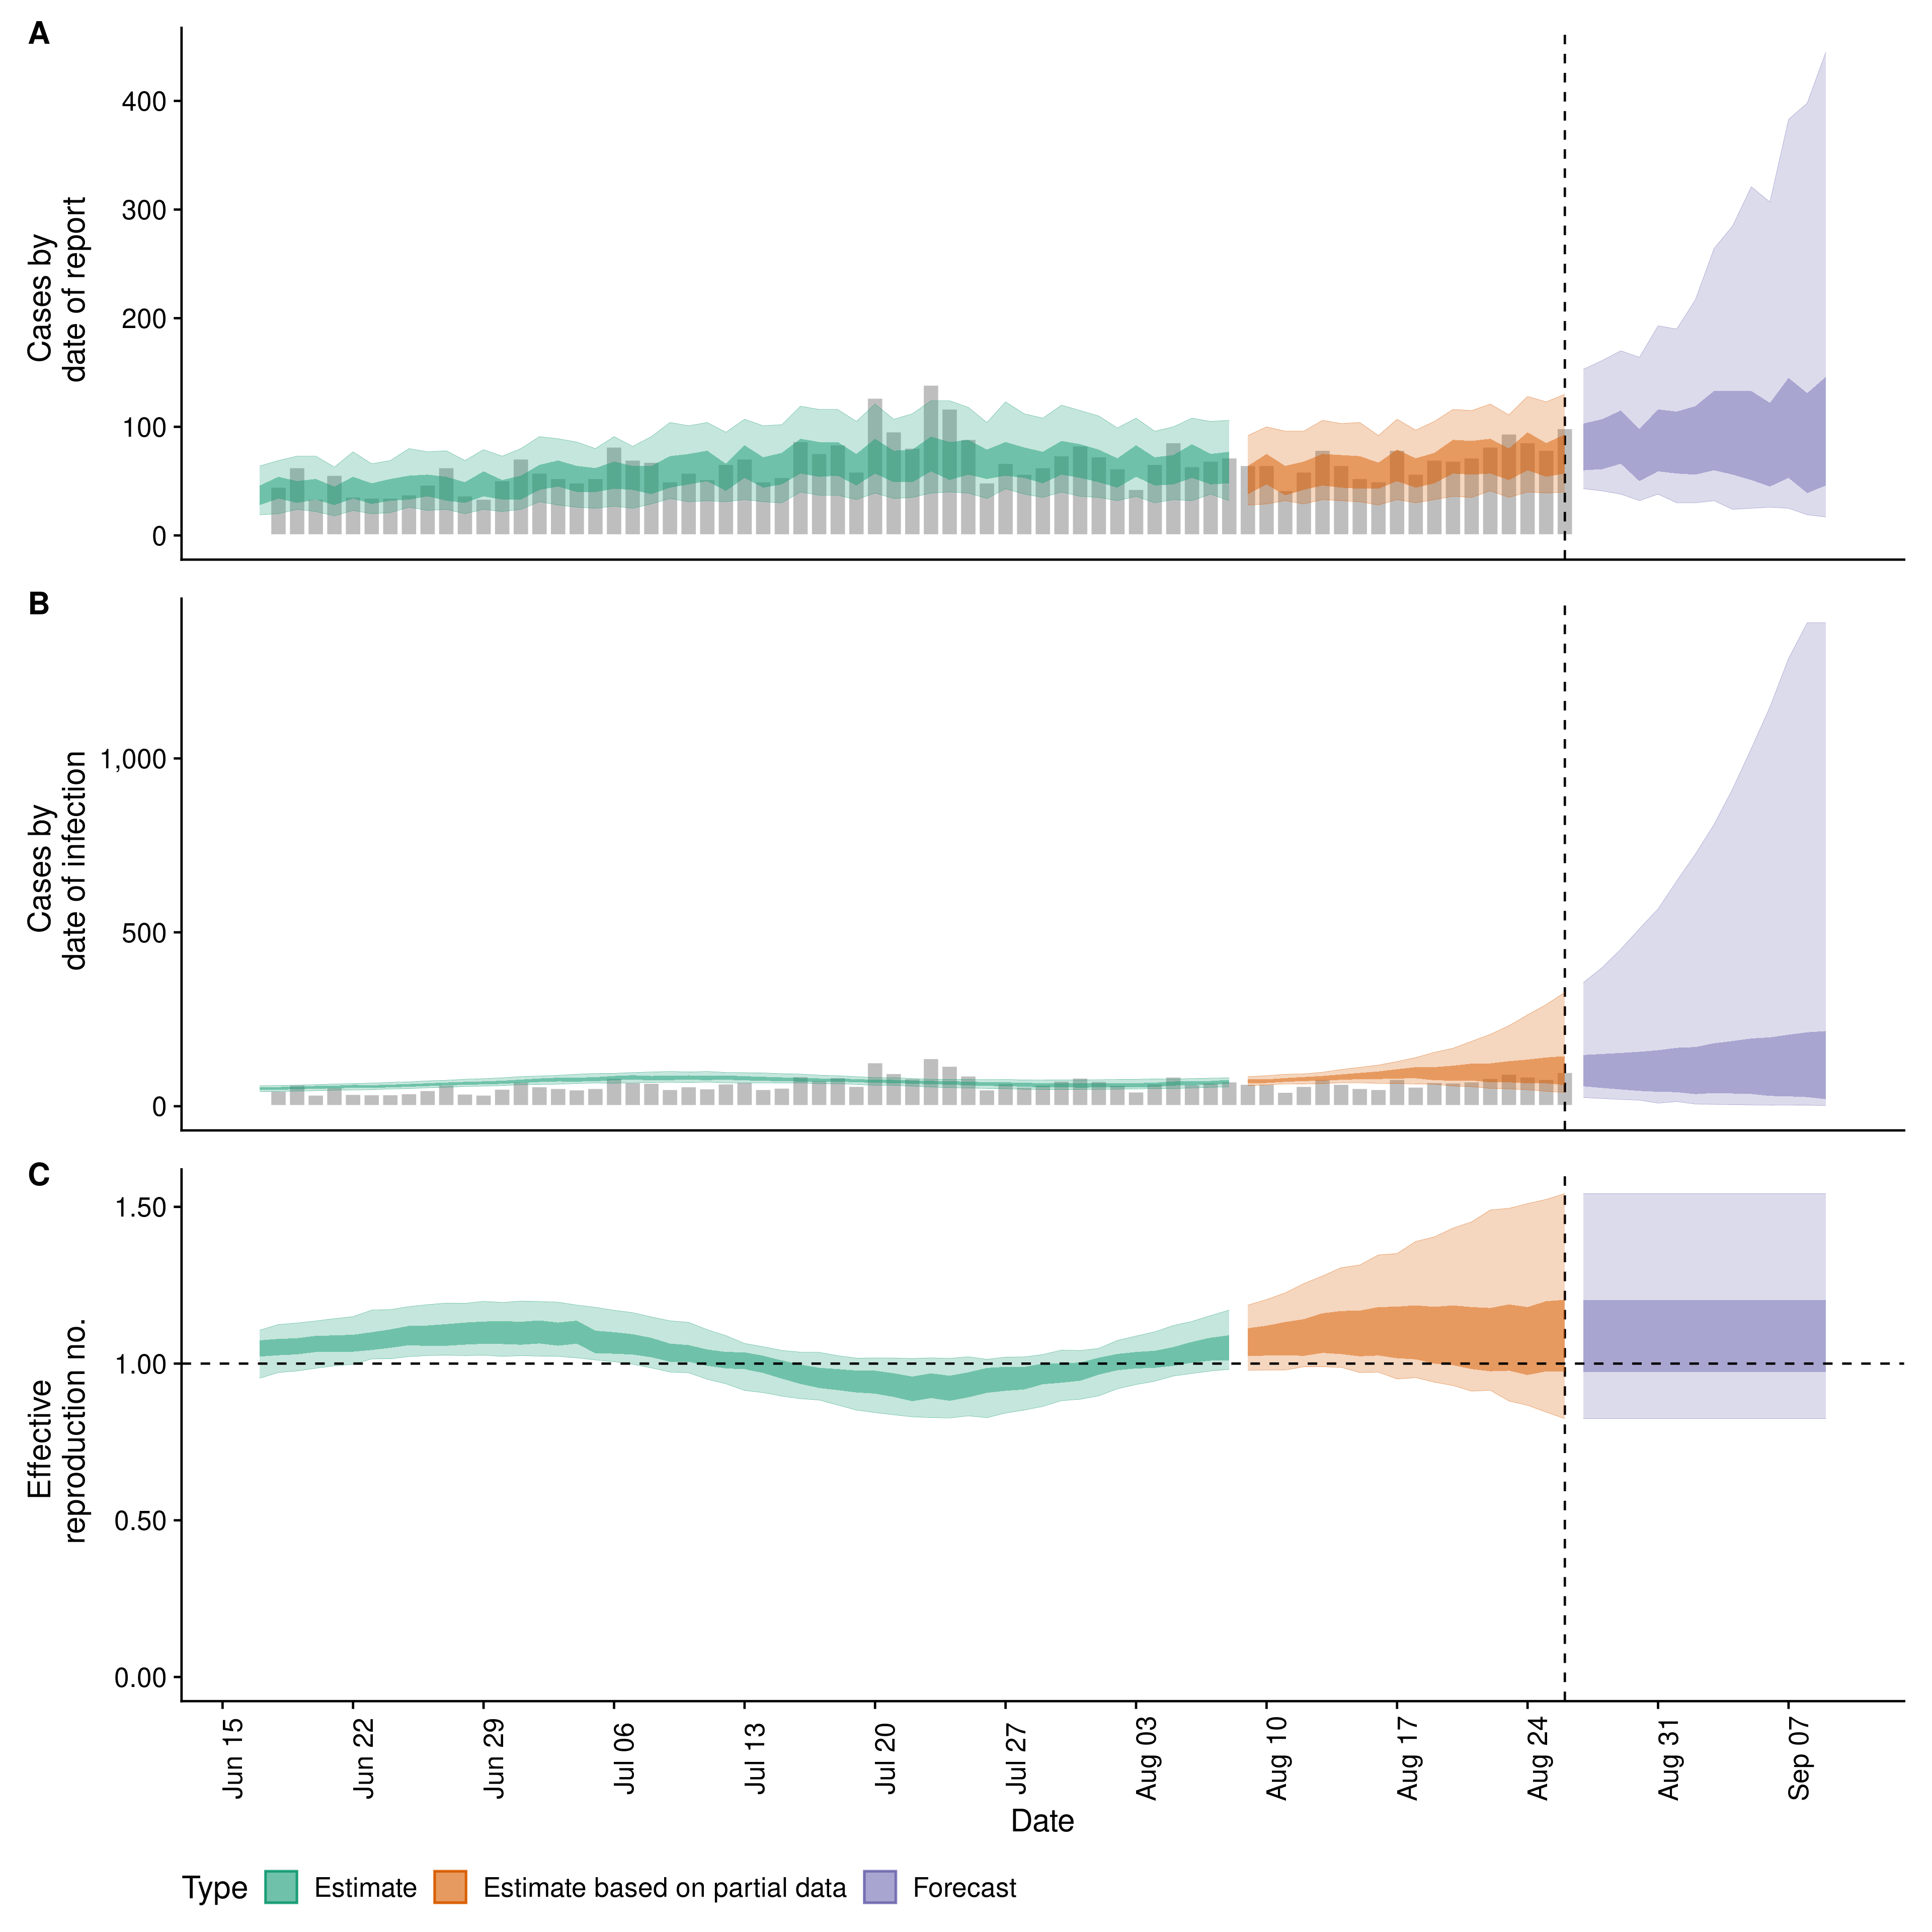 A
Cases by
date of report
400
300
200
100
0
B
Cases by
date of infection
1,000
500
0
C
Effective
reproduction no.
1.50
1.00
0.50
0.00
Jun 15
Jun 22
Jun 29
Jul 06
Jul 13
Jul 20
Jul 27
Aug 03
Aug 10
Aug 17
Aug 24
Aug 31
Sep 07
Date
Type Estimate Estimate based on partial data Forecast